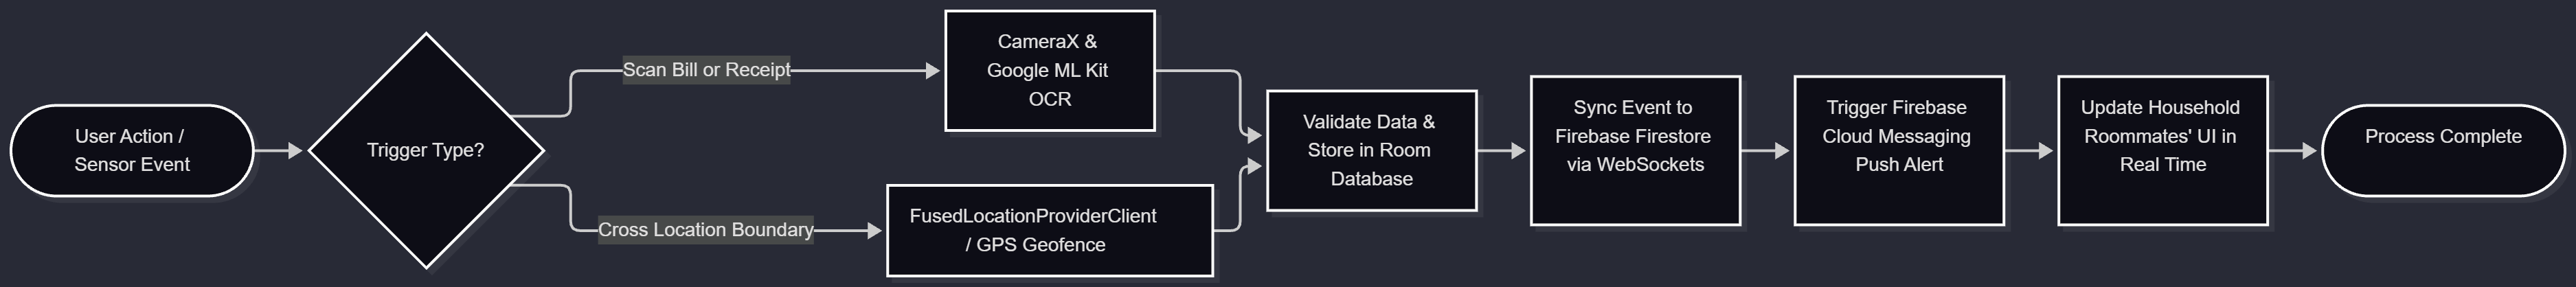 User Action /
Sensor Event
Trigger Type?
Scan Bill or Receipt
Cross Location Boundary
CameraX &
Google ML Kit
OCR
FusedLocationProviderClient
/ GPS Geofence
Validate Data &
Store in Room
Database
Sync Event to
Firebase Firestore
via WebSockets
Trigger Firebase
Cloud Messaging
Push Alert
Update Household
Roommates' UI in
Real Time
Process Complete